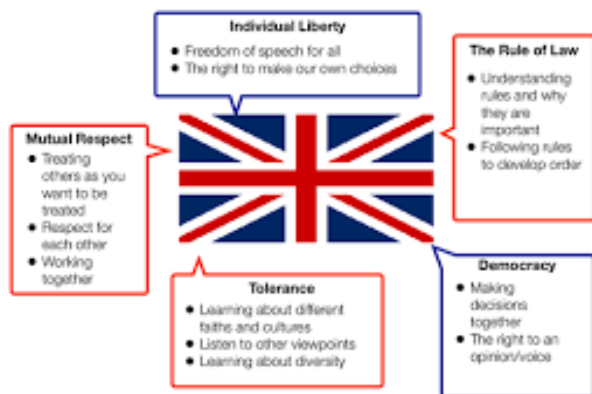 Individual Liberty
● Freedom of speech for all
● The right to make our own choices
The Rule of Law
● Understanding
rules and why
they are
important
● Following rules
to develop order
Mutual Respect
● Treating
others as you
want to be
treated
● Respect for
each other
● Working
together
Tolerance
● Learning about different
faiths and cultures
● Listen to other viewpoints
● Learning about diversity
Democracy
● Making
decisions
together
● The right to an
opinion/voice